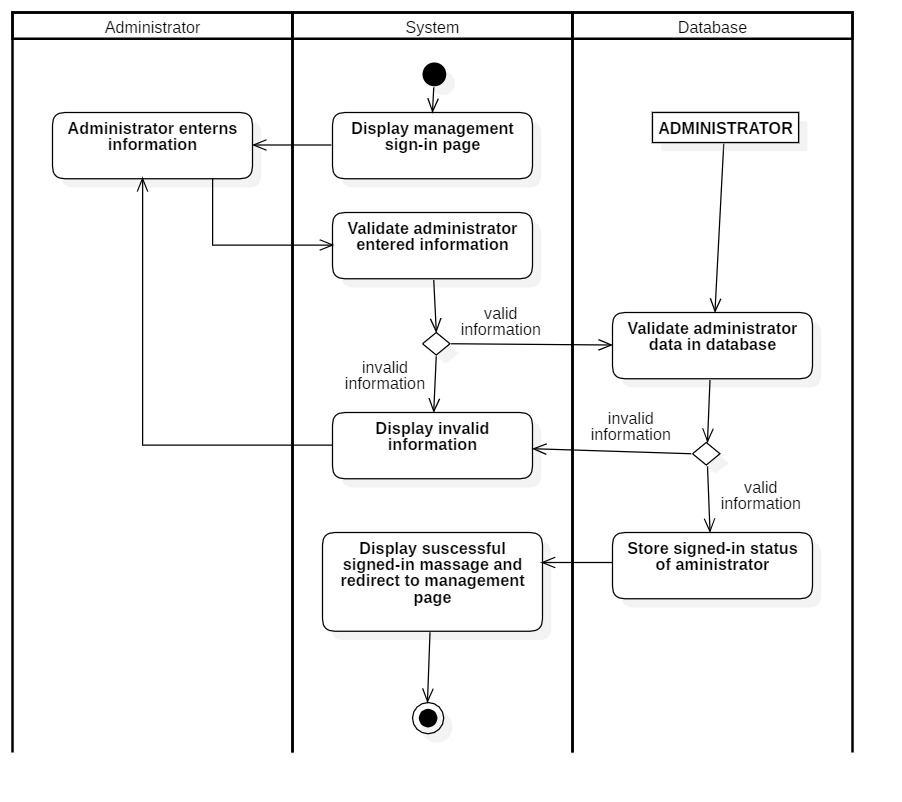 Administrator
System
Database
Administrator enterns
information
Display management
sign-in page
ADMINISTRATOR
Validate administrator
entered information
valid
information
Validate administrator
data in database
invalid
information
Display invalid
information
invalid
information
valid
information
Display suscessful
signed-in massage and
redirect to management
page
Store signed-in status
of aministrator